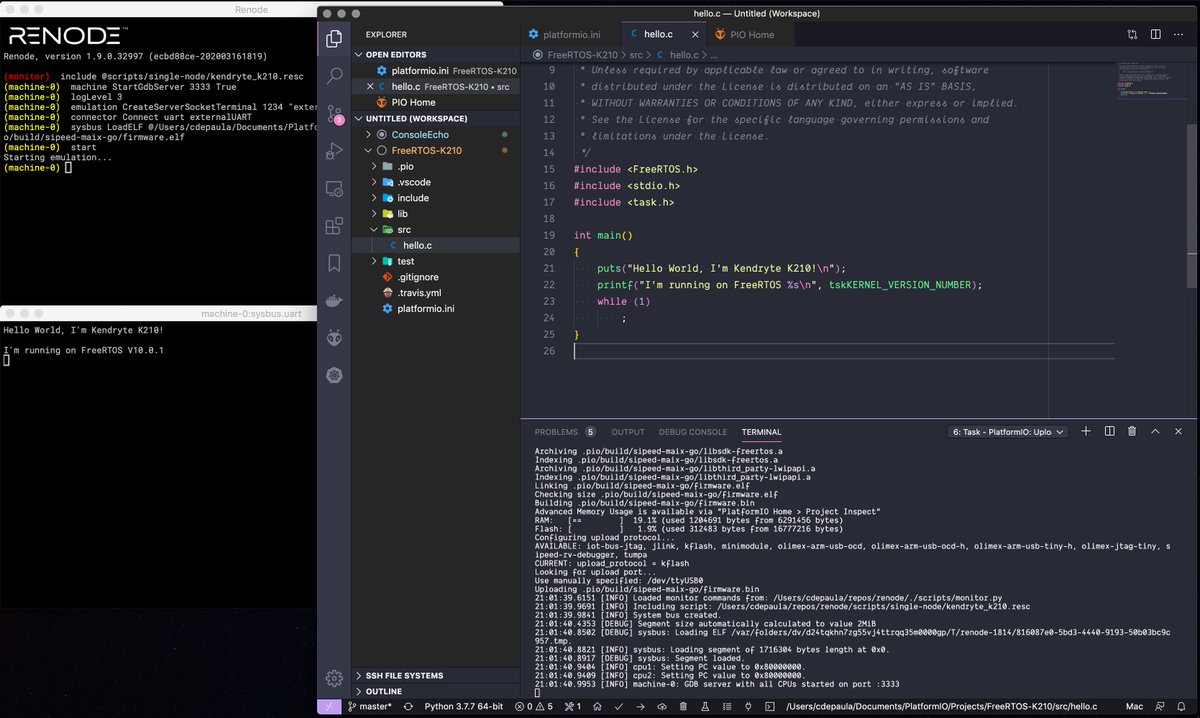 Renode
RENODE™
Renode, version 1.9.0.32997 (ecbd88ce-202003161819)
(monitor) include @scripts/single-node/kendryte_k210.resc
(machine-0) machine StartGdbServer 3333 True
(machine-0) logLevel 3
(machine-0) emulation CreateServerSocketTerminal 1234 "exter
(machine-0) connector Connect uart externalUART
(machine-0) sysbus LoadELF @/Users/cdepaula/Documents/Platfo
o/build/sipeed-maix-go/firmware.elf
(machine-0) start
Starting emulation...
(machine-0)
machine-0:sysbus.uart
Hello World, I'm Kendryte K210!
I'm running on FreeRTOS V10.0.1
hello.c — Untitled (Workspace)
EXPLORER
OPEN EDITORS
platformio.ini FreeRTOS-K210
hello.c FreeRTOS-K210 • src
PIO Home
UNTITLED (WORKSPACE)
ConsoleEcho
FreeRTOS-K210
.pio
.vscode
include
lib
src
hello.c
test
.gitignore
.travis.yml
platformio.ini
SSH FILE SYSTEMS
OUTLINE
2
platformio.ini
hello.c
PIO Home
FreeRTOS-K210 > src > C hello.c > ...
9 * Unless required by applicable law or agreed to in writing, software
10 * distributed under the License is distributed on an "AS IS" BASIS,
11 * WITHOUT WARRANTIES OR CONDITIONS OF ANY KIND, either express or implied.
12 * See the License for the specific language governing permissions and
13 * limitations under the License.
14 */
15 #include <FreeRTOS.h>
16 #include <stdio.h>
17 #include <task.h>
18
19 int main()
20 {
21 puts("Hello World, I'm Kendryte K210!\n");
22 printf("I'm running on FreeRTOS %s\n", tskKERNEL_VERSION_NUMBER);
23 while (1)
24 ;
25 }
26
PROBLEMS 5 OUTPUT DEBUG CONSOLE TERMINAL 6: Task - PlatformIO: Uplo
Archiving .pio/build/sipeed-maix-go/libsdk-freertos.a
Indexing .pio/build/sipeed-maix-go/libsdk-freertos.a
Archiving .pio/build/sipeed-maix-go/libthird_party-lwipapi.a
Indexing .pio/build/sipeed-maix-go/libthird_party-lwipapi.a
Linking .pio/build/sipeed-maix-go/firmware.elf
Checking size .pio/build/sipeed-maix-go/firmware.elf
Building .pio/build/sipeed-maix-go/firmware.bin
Advanced Memory Usage is available via "PlatformIO Home > Project Inspect"
RAM: [== ] 19.1% (used 1204691 bytes from 6291456 bytes)
Flash: [ ] 1.9% (used 312483 bytes from 16777216 bytes)
Configuring upload protocol...
AVAILABLE: iot-bus-jtag, jlink, kflash, minimodule, olimex-arm-usb-ocd, olimex-arm-usb-ocd-h, olimex-arm-usb-tiny-h, olimex-jtag-tiny, s
ipeed-rv-debugger, tumpa
CURRENT: upload_protocol = kflash
Looking for upload port...
Use manually specified: /dev/ttyUSB0
Uploading .pio/build/sipeed-maix-go/firmware.bin
21:01:39.6151 [INFO] Loaded monitor commands from: /Users/cdepaula/repos/renode/./scripts/monitor.py
21:01:39.9691 [INFO] Including script: /Users/cdepaula/repos/renode/scripts/single-node/kendryte_k210.resc
21:01:39.9841 [INFO] System bus created.
21:01:40.4353 [DEBUG] Segment size automatically calculated to value 2MiB
21:01:40.8502 [DEBUG] sysbus: Loading ELF /var/folders/dv/d24tqkhn7zg55vj4ttrqq35m0000gp/T/renode-1814/816087e0-5bd3-4440-9193-50b03bc9c
957.tmp.
21:01:40.8821 [INFO] sysbus: Loading segment of 1716304 bytes length at 0x0.
21:01:40.8917 [DEBUG] sysbus: Segment loaded.
21:01:40.9404 [INFO] cpu1: Setting PC value to 0x80000000.
21:01:40.9409 [INFO] cpu2: Setting PC value to 0x80000000.
21:01:40.9953 [INFO] machine-0: GDB server with all CPUs started on port :3333
master* Python 3.7.7 64-bit 0 5 1 /Users/cdepaula/Documents/PlatformIO/Projects/FreeRTOS-K210/src/hello.c Mac